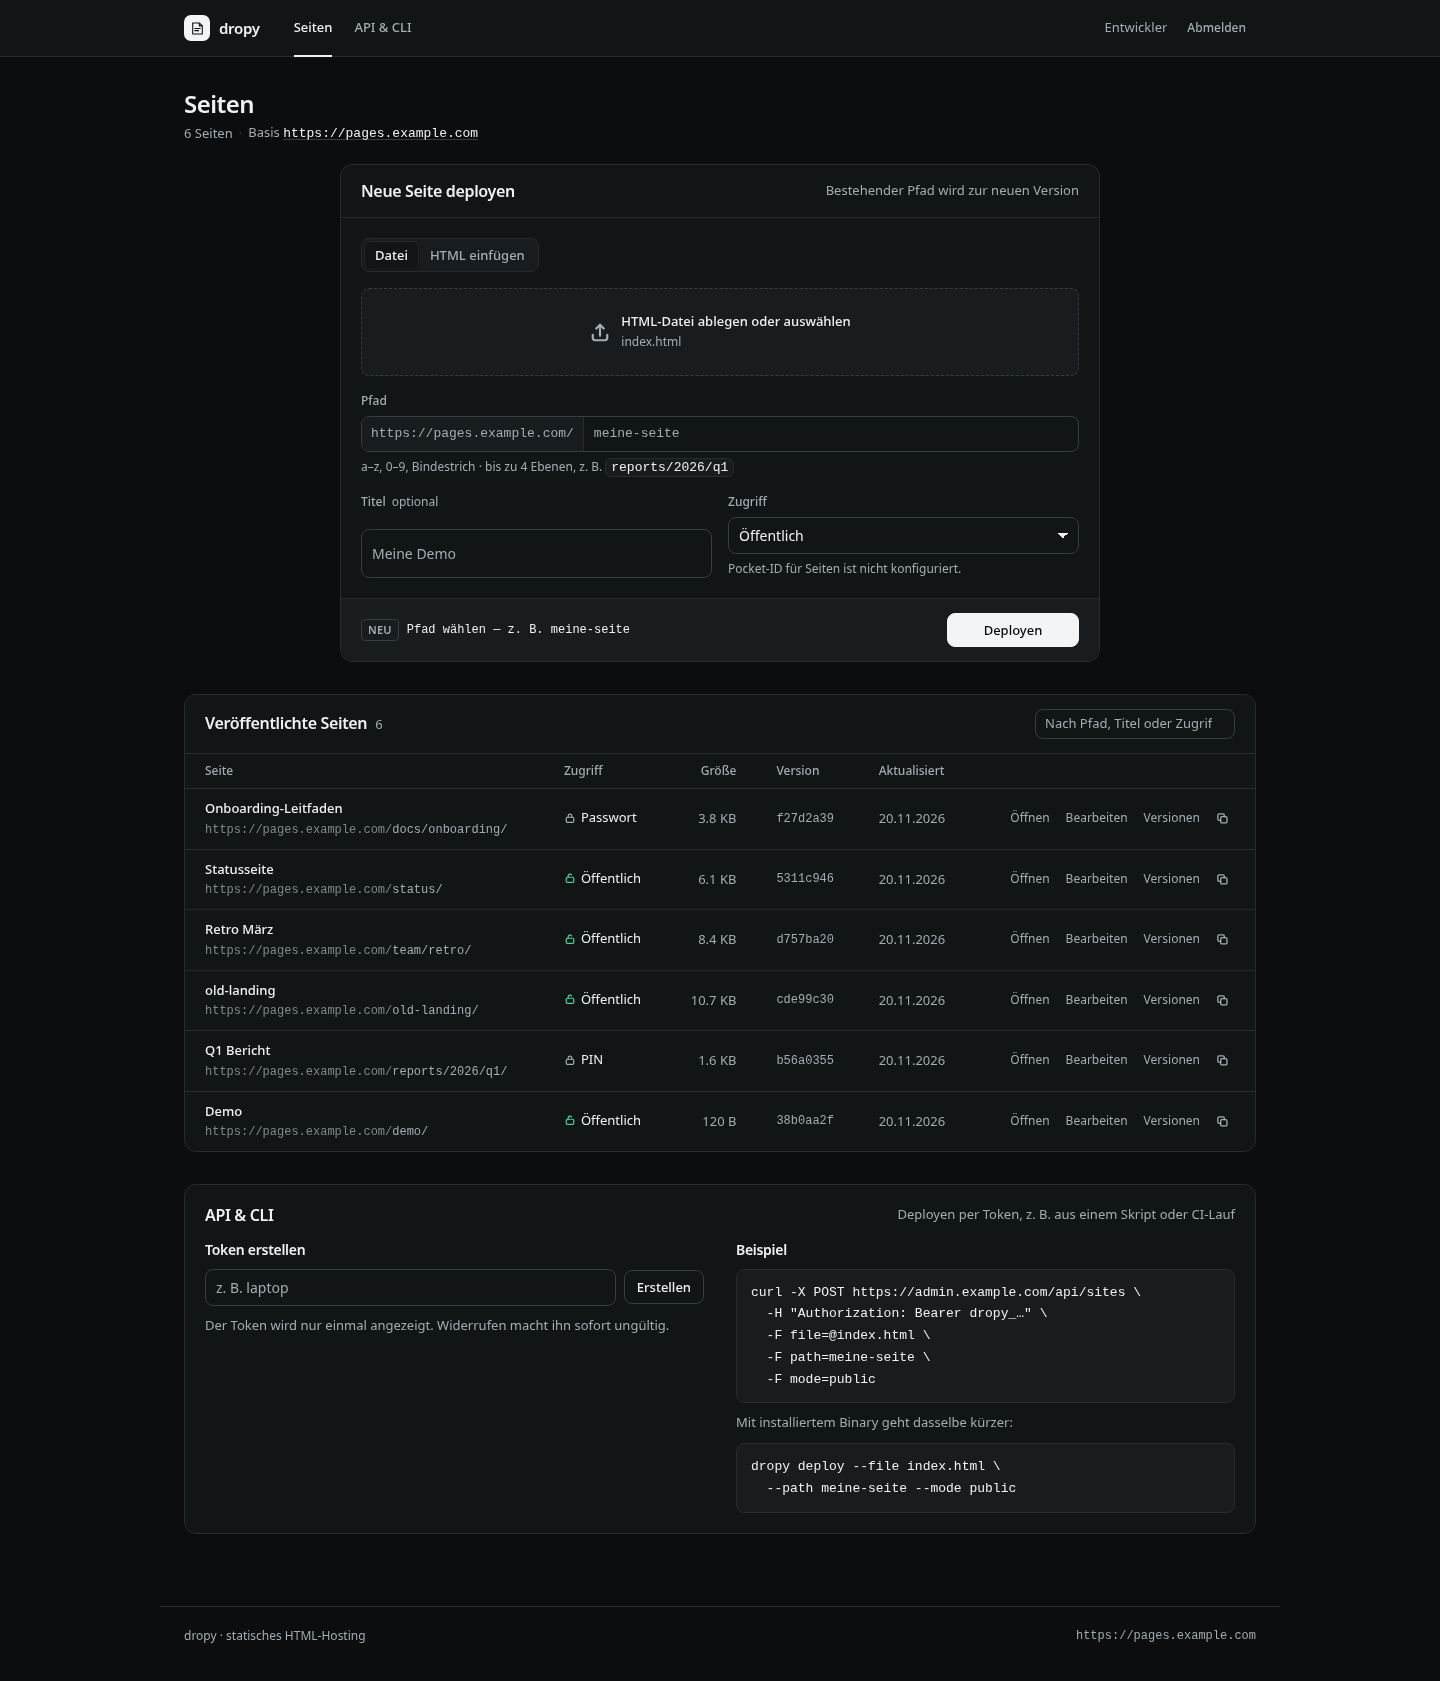 dropy Seiten API & CLI Entwickler Abmelden
Seiten
6 Seiten · Basis https://pages.example.com
Neue Seite deployen Bestehender Pfad wird zur neuen Version
Datei HTML einfügen
HTML-Datei ablegen oder auswählen
index.html
Pfad
https://pages.example.com/ meine-seite
a–z, 0–9, Bindestrich · bis zu 4 Ebenen, z. B. reports/2026/q1
Titel optional Zugriff
Meine Demo Öffentlich
Pocket-ID für Seiten ist nicht konfiguriert.
NEU Pfad wählen — z. B. meine-seite Deployen
Veröffentlichte Seiten 6 Nach Pfad, Titel oder Zugrif
Seite Zugriff Größe Version Aktualisiert
Onboarding-Leitfaden
https://pages.example.com/docs/onboarding/ Passwort 3.8 KB f27d2a39 20.11.2026 Öffnen Bearbeiten Versionen
Statusseite
https://pages.example.com/status/ Öffentlich 6.1 KB 5311c946 20.11.2026 Öffnen Bearbeiten Versionen
Retro März
https://pages.example.com/team/retro/ Öffentlich 8.4 KB d757ba20 20.11.2026 Öffnen Bearbeiten Versionen
old-landing
https://pages.example.com/old-landing/ Öffentlich 10.7 KB cde99c30 20.11.2026 Öffnen Bearbeiten Versionen
Q1 Bericht
https://pages.example.com/reports/2026/q1/ PIN 1.6 KB b56a0355 20.11.2026 Öffnen Bearbeiten Versionen
Demo
https://pages.example.com/demo/ Öffentlich 120 B 38b0aa2f 20.11.2026 Öffnen Bearbeiten Versionen
API & CLI Deployen per Token, z. B. aus einem Skript oder CI-Lauf
Token erstellen
z. B. laptop Erstellen
Der Token wird nur einmal angezeigt. Widerrufen macht ihn sofort ungültig.
Beispiel
curl -X POST https://admin.example.com/api/sites \
-H "Authorization: Bearer dropy_…" \
-F file=@index.html \
-F path=meine-seite \
-F mode=public
Mit installiertem Binary geht dasselbe kürzer:
dropy deploy --file index.html \
--path meine-seite --mode public
dropy · statisches HTML-Hosting https://pages.example.com